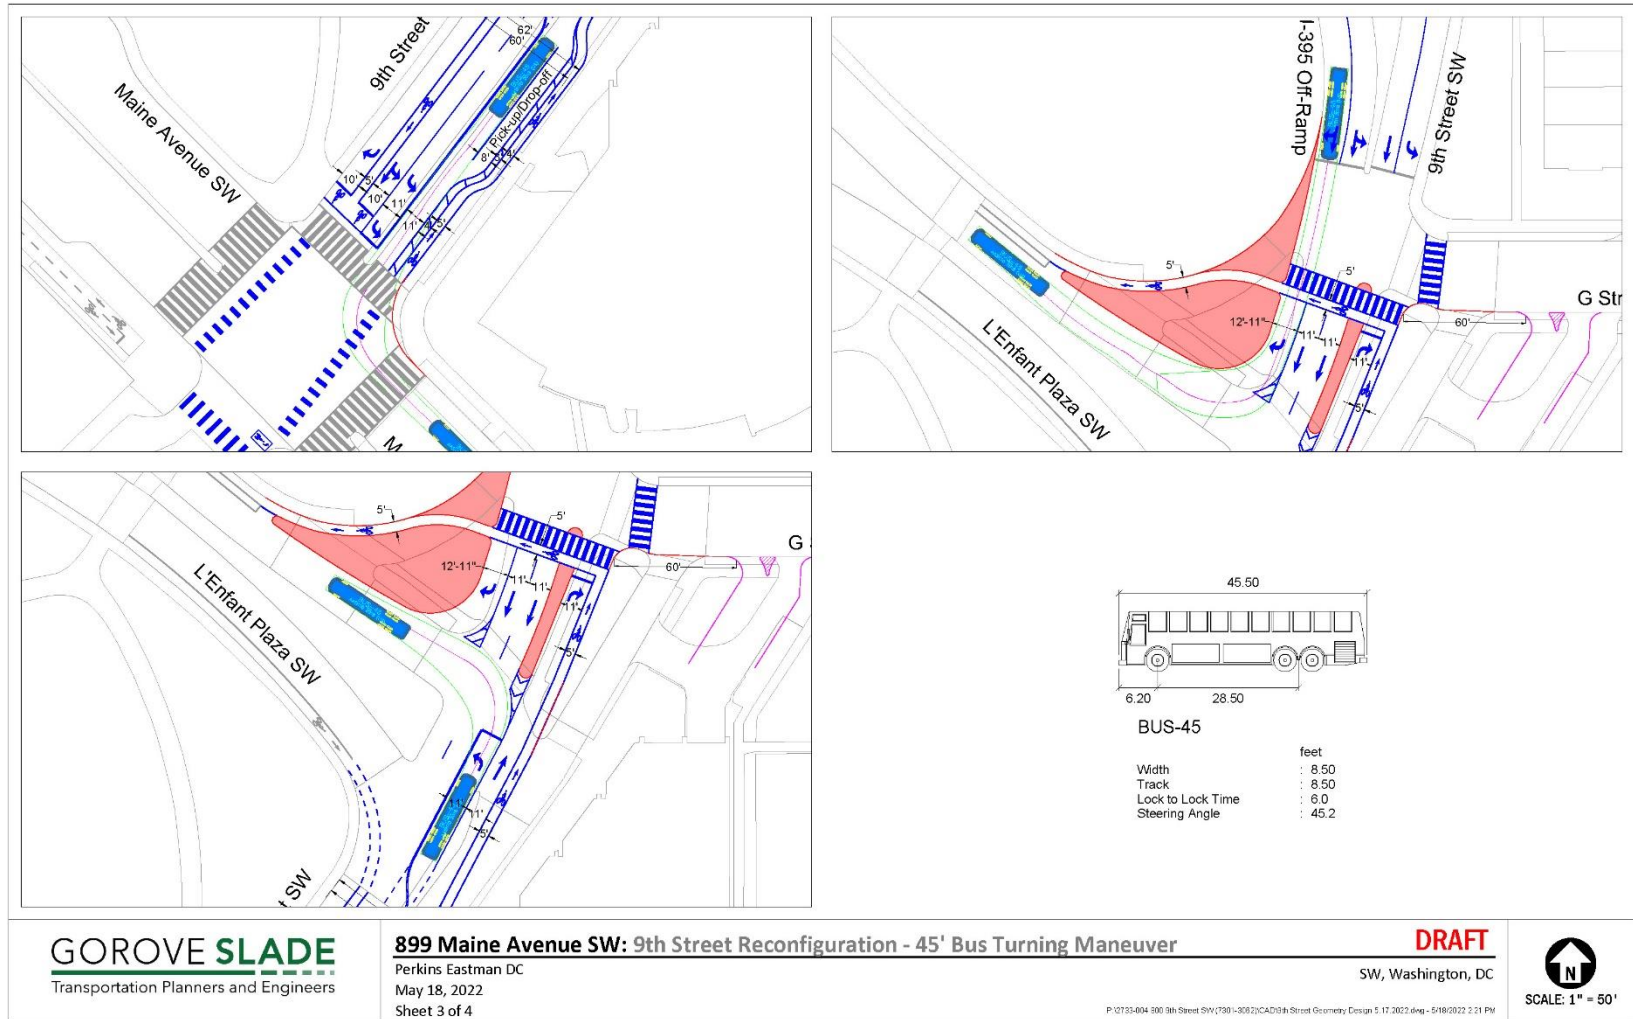 9th Street
62'
60'
Pick-up/Drop-off
8'
Maine Avenue SW
10'
5'
10'
11'
11'
4'
5'
M
I-395 Off-Ramp
9th Street SW
5'
5'
G Str
60'
12'-11"
11'
11'
11'
5'
L'Enfant Plaza SW
5'
5'
G
60'
12'-11"
11'
11'
11'
5'
L'Enfant Plaza SW
11'
11'
5'
t SW
45.50
6.20
28.50
BUS-45
feet
Width : 8.50
Track : 8.50
Lock to Lock Time : 6.0
Steering Angle : 45.2
GOROVE SLADE
Transportation Planners and Engineers
899 Maine Avenue SW: 9th Street Reconfiguration - 45' Bus Turning Maneuver
DRAFT
Perkins Eastman DC
SW, Washington, DC
May 18, 2022
Sheet 3 of 4
N
SCALE: 1" = 50'